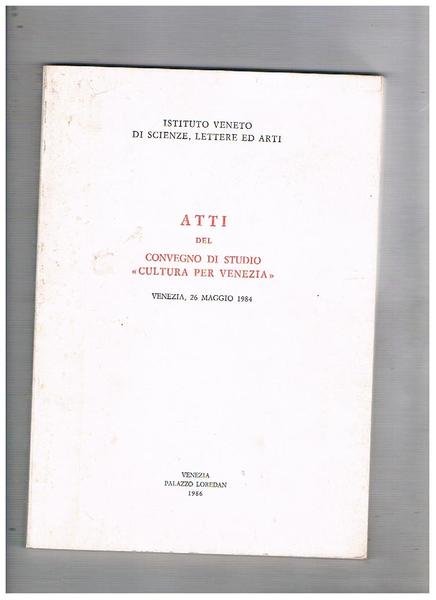 ISTITUTO VENETO
DI SCIENZE, LETTERE ED ARTI
ATTI
DEL
CONVEGNO DI STUDIO
«CULTURA PER VENEZIA»
VENEZIA, 26 MAGGIO 1984
VENEZIA
PALAZZO LOREDAN
1986